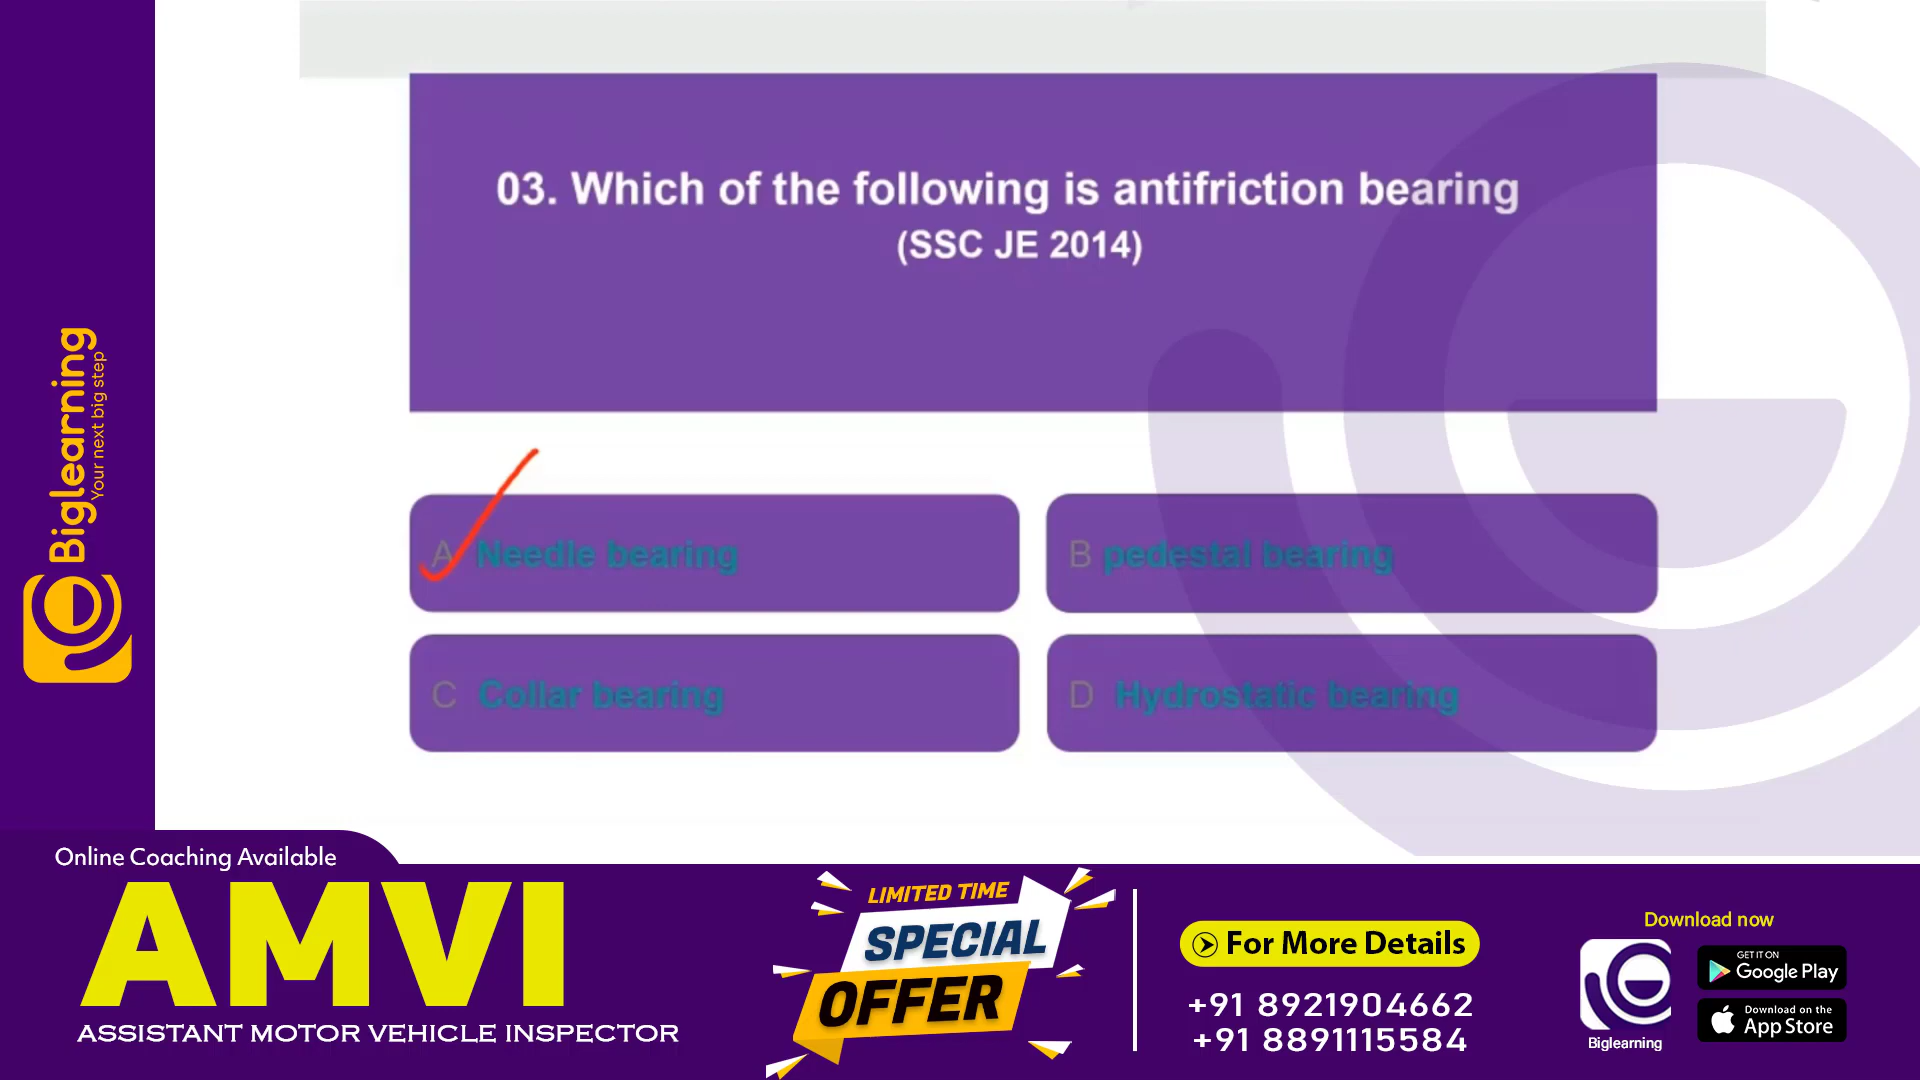 03. Which of the following is antifriction bearing
(SSC JE 2014)
A Needle bearing
B pedestal bearing
C Collar bearing
D Hydrostatic bearing
Biglearning
Your next big step
Online Coaching Available
AMVI
ASSISTANT MOTOR VEHICLE INSPECTOR
LIMITED TIME
SPECIAL
OFFER
For More Details
+91 8921904662
+91 8891115584
Download now
GET IT ON
Google Play
Download on the
App Store
Biglearning